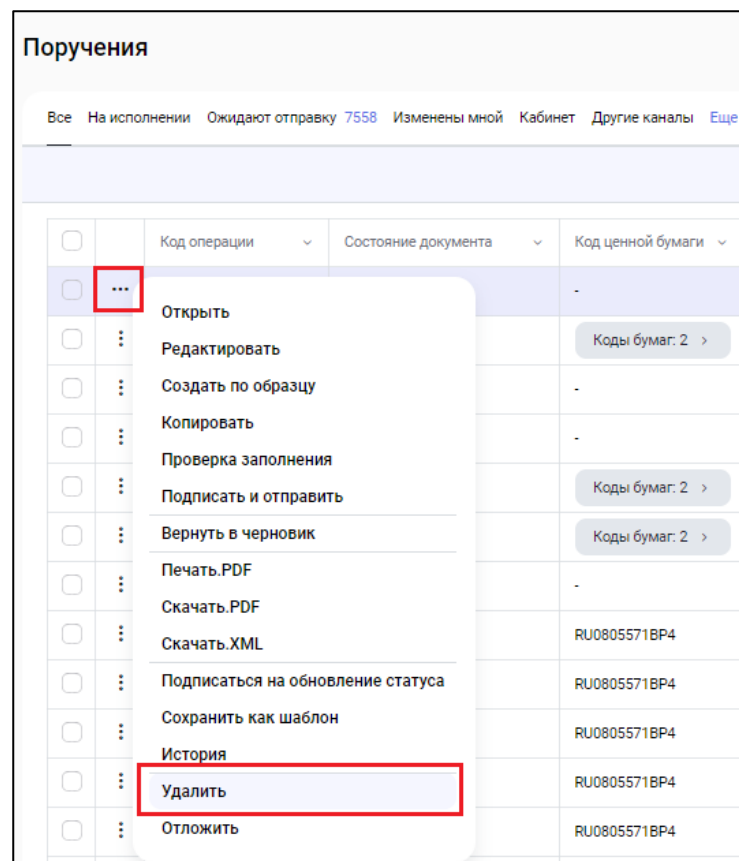 Поручения
Все На исполнении Ожидают отправку 7558 Изменены мной Кабинет Другие каналы Еще
Код операции Состояние документа Код ценной бумаги
-
Открыть
Коды бумаг: 2
Редактировать
Создать по образцу
-
Копировать
-
Проверка заполнения
Коды бумаг: 2
Подписать и отправить
Вернуть в черновик
Коды бумаг: 2
Печать.PDF
-
Скачать.PDF
Скачать.XML
RU0805571BP4
Подписаться на обновление статуса
RU0805571BP4
Сохранить как шаблон
RU0805571BP4
История
Удалить
RU0805571BP4
Отложить
RU0805571BP4